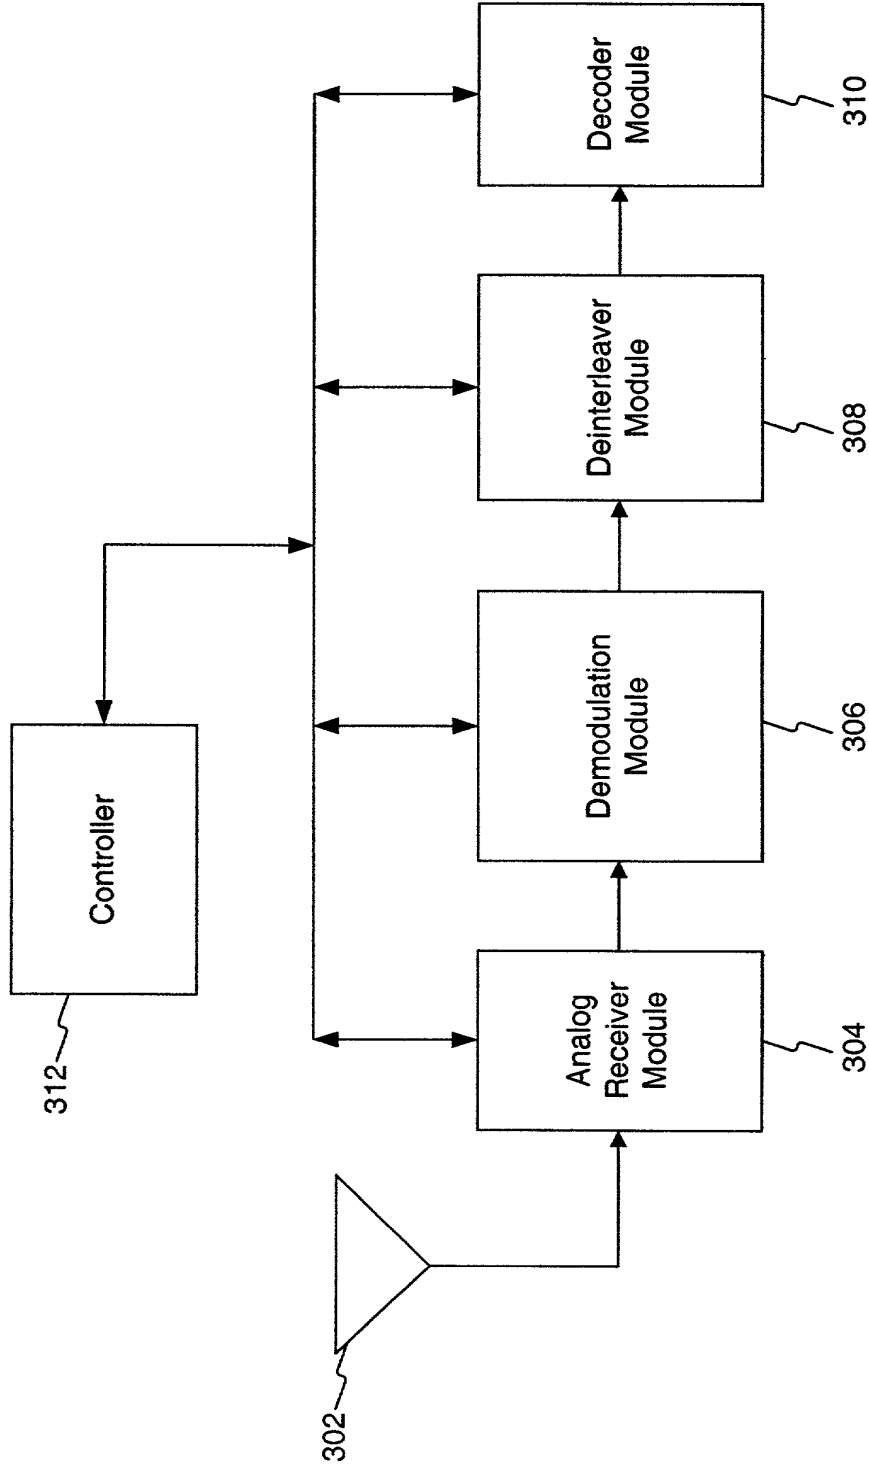 312
Controller
302
Analog
Receiver
Module
304
Demodulation
Module
306
Deinterleaver
Module
308
Decoder
Module
310